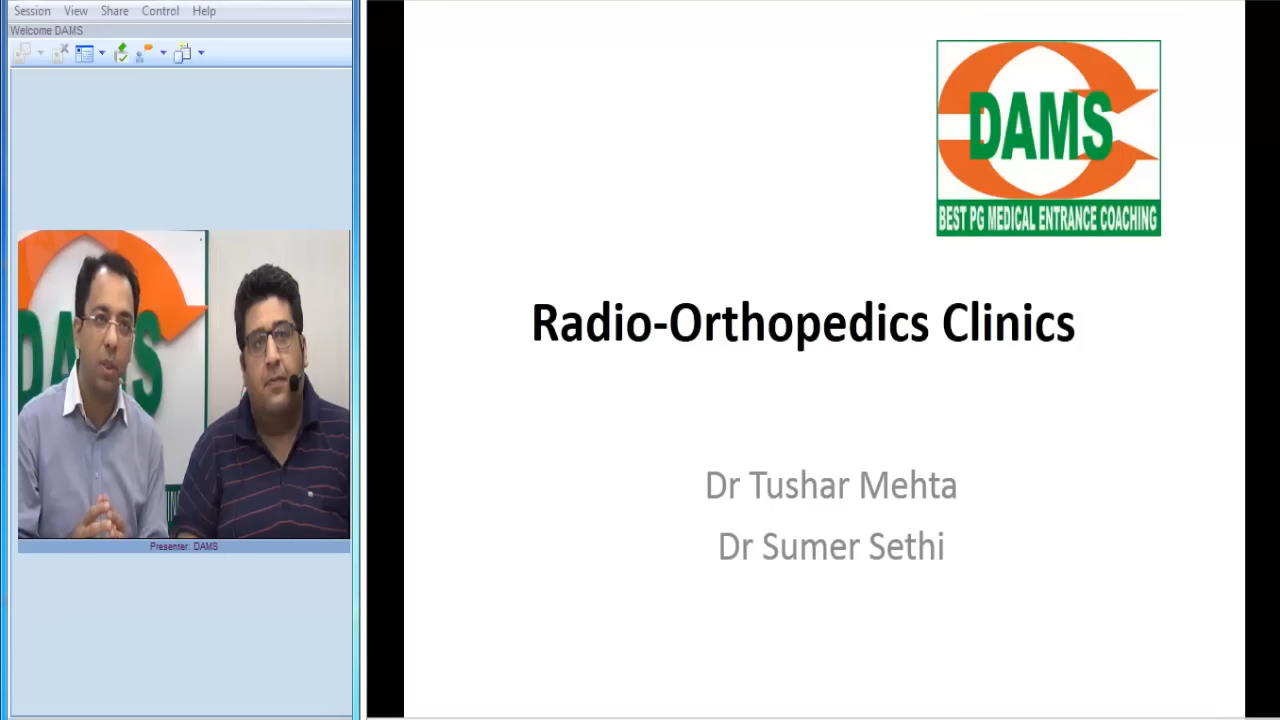 Session View Share Control Help
Welcome DAMS
DAMS
BEST PG MEDICAL ENTRANCE COACHING
Radio-Orthopedics Clinics
Dr Tushar Mehta
Dr Sumer Sethi
DAMS
Presenter: DAMS